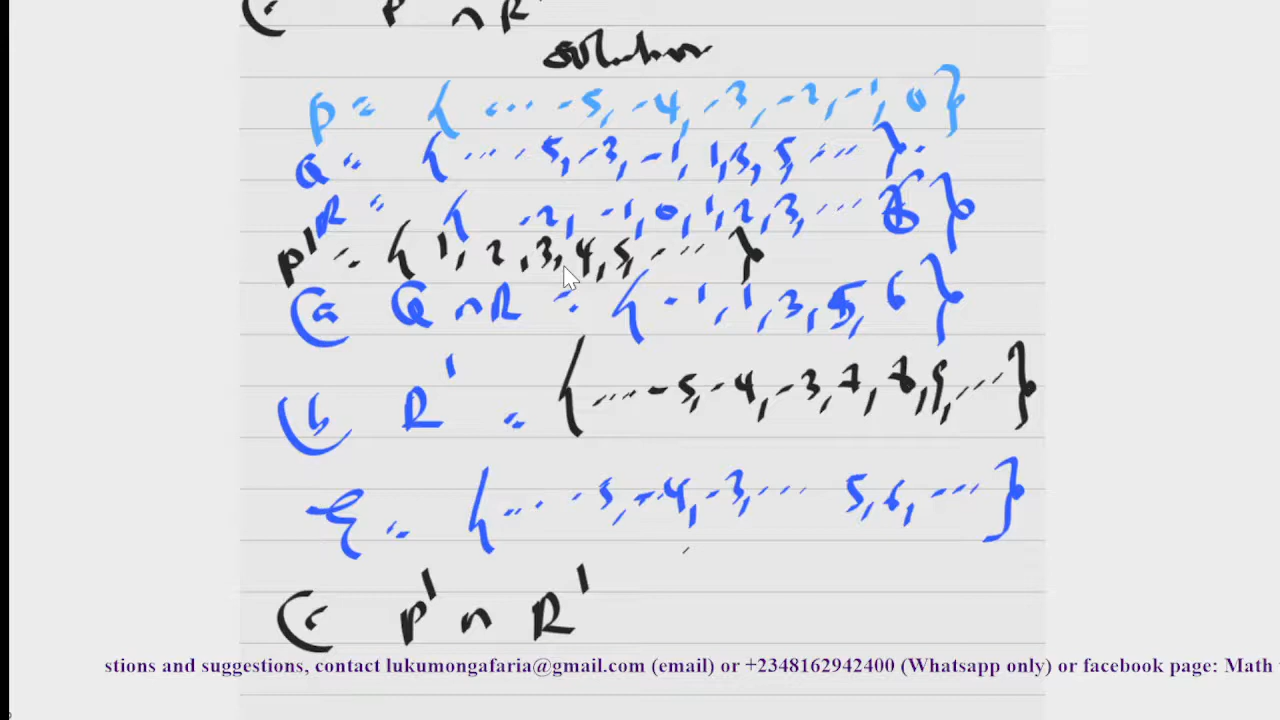 (c P' ∩ R'
solution
P = { ... -5, -4, -3, -2, -1, 0}
Q = { .... 5, -3, -1, 1, 3, 5, .... }.
R = { -2, -1, 0, 1, 2, 3, ... 6 }
P' = { 1, 2, 3, 4, 5, .... }
(a Q ∩ R = { -1, 1, 3, 5, 6 }
(b R' = { .... -5, -4, -3, 7, 8, 9, ... }
ξ = { ... -5, -4, -3, ... 5, 6, .... }
(c P' ∩ R'
stions and suggestions, contact lukumongafaria@gmail.com (email) or +2348162942400 (Whatsapp only) or facebook page: Math